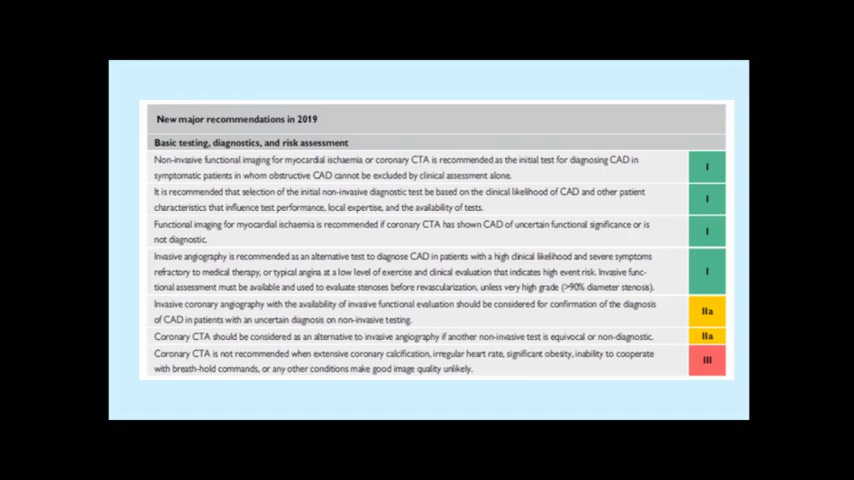 New major recommendations in 2019
Basic testing, diagnostics, and risk assessment
Non-invasive functional imaging for myocardial ischaemia or coronary CTA is recommended as the initial test for diagnosing CAD in
symptomatic patients in whom obstructive CAD cannot be excluded by clinical assessment alone.
I
It is recommended that selection of the initial non-invasive diagnostic test be based on the clinical likelihood of CAD and other patient
characteristics that influence test performance, local expertise, and the availability of tests.
I
Functional imaging for myocardial ischaemia is recommended if coronary CTA has shown CAD of uncertain functional significance or is
not diagnostic.
I
Invasive angiography is recommended as an alternative test to diagnose CAD in patients with a high clinical likelihood and severe symptoms
refractory to medical therapy, or typical angina at a low level of exercise and clinical evaluation that indicates high event risk. Invasive func-
tional assessment must be available and used to evaluate stenoses before revascularization, unless very high grade (>90% diameter stenosis).
I
Invasive coronary angiography with the availability of invasive functional evaluation should be considered for confirmation of the diagnosis
of CAD in patients with an uncertain diagnosis on non-invasive testing.
IIa
Coronary CTA should be considered as an alternative to invasive angiography if another non-invasive test is equivocal or non-diagnostic.
IIa
Coronary CTA is not recommended when extensive coronary calcification, irregular heart rate, significant obesity, inability to cooperate
with breath-hold commands, or any other conditions make good image quality unlikely.
III